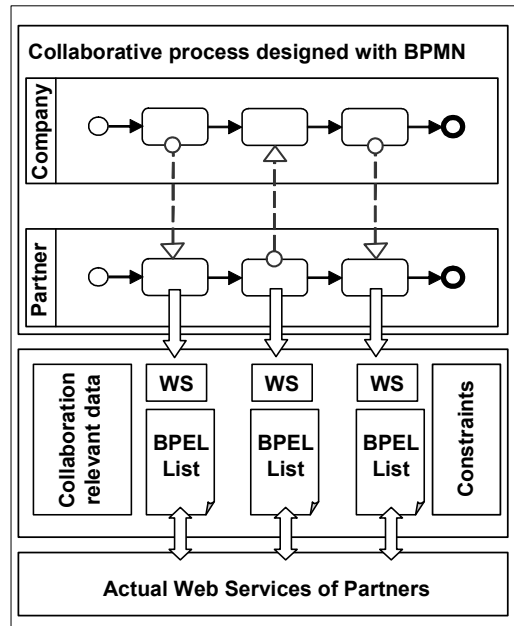 Collaborative process designed with BPMN
Company
Partner
Collaboration
relevant data
WS
BPEL
List
WS
BPEL
List
WS
BPEL
List
Constraints
Actual Web Services of Partners